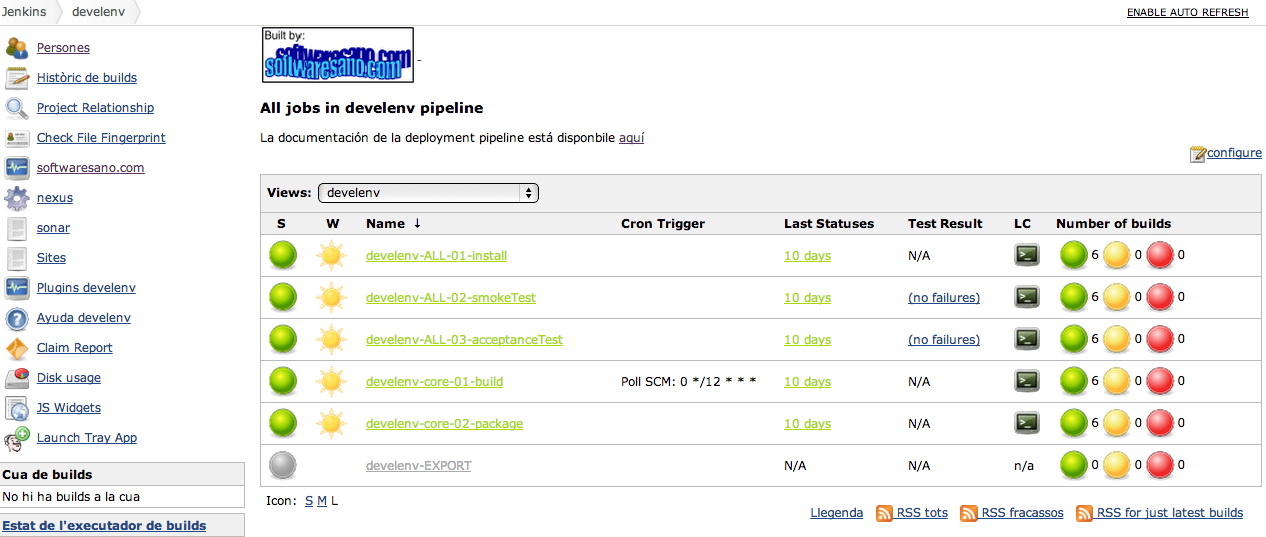 Jenkins develenv ENABLE AUTO REFRESH
Persones
Històric de builds
Project Relationship
Check File Fingerprint
softwaresano.com
nexus
sonar
Sites
Plugins develenv
Ayuda develenv
Claim Report
Disk usage
JS Widgets
Launch Tray App
Cua de builds
No hi ha builds a la cua
Estat de l'executador de builds
Built by:
softwaresano.com
softwaresano.com
All jobs in develenv pipeline
La documentación de la deployment pipeline está disponbile aquí
configure
Views: develenv
S W Name ↓ Cron Trigger Last Statuses Test Result LC Number of builds
develenv-ALL-01-install 10 days N/A 6 0 0
develenv-ALL-02-smokeTest 10 days (no failures) 6 0 0
develenv-ALL-03-acceptanceTest 10 days (no failures) 6 0 0
develenv-core-01-build Poll SCM: 0 */12 * * * 10 days N/A 6 0 0
develenv-core-02-package 10 days N/A 6 0 0
develenv-EXPORT N/A N/A n/a 0 0 0
Icon: S M L
Llegenda RSS tots RSS fracassos RSS for just latest builds